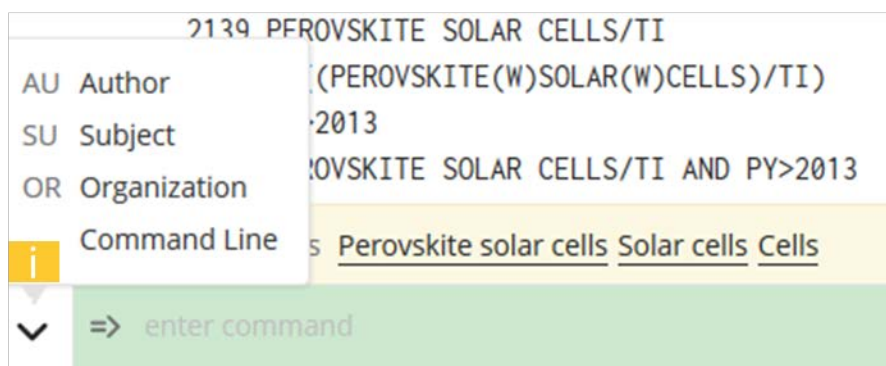 2139 PEROVSKITE SOLAR CELLS/TI
(PEROVSKITE(W)SOLAR(W)CELLS)/TI)
>2013
OVSKITE SOLAR CELLS/TI AND PY>2013
AU Author
SU Subject
OR Organization
Command Line
i
s Perovskite solar cells Solar cells Cells
=> enter command